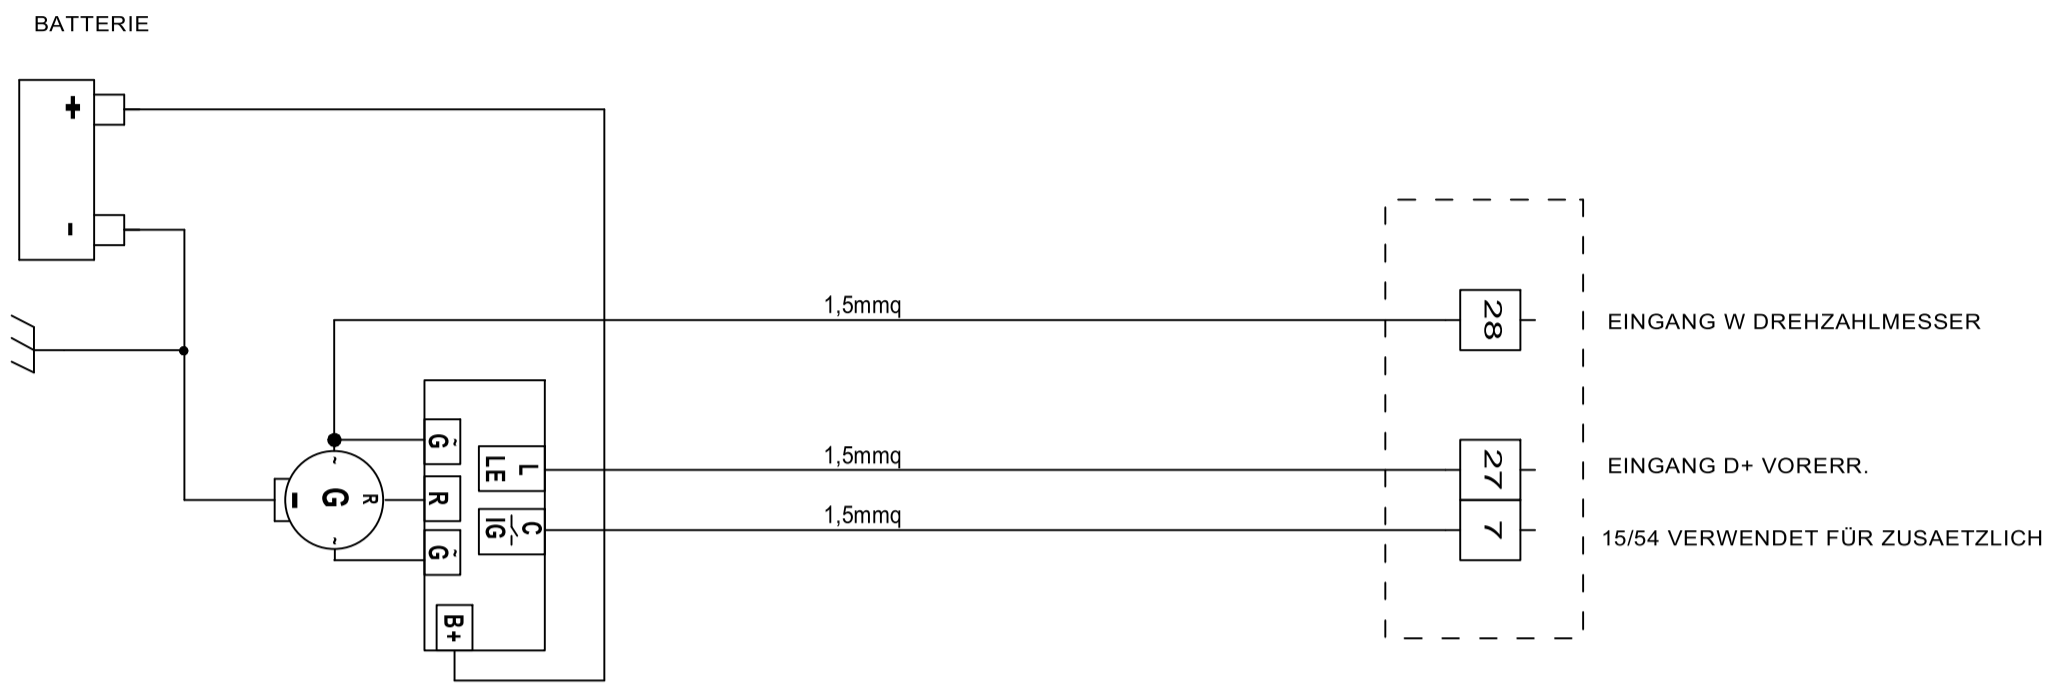 BATTERIE
+
-
1,5mmq
28
EINGANG W DREHZAHLMESSER
1,5mmq
27
EINGANG D+ VORERR.
1,5mmq
7
15/54 VERWENDET FÜR ZUSAETZLICH
~
G
R
-
~
G~
R
G~
L
LE
C
IG
B+